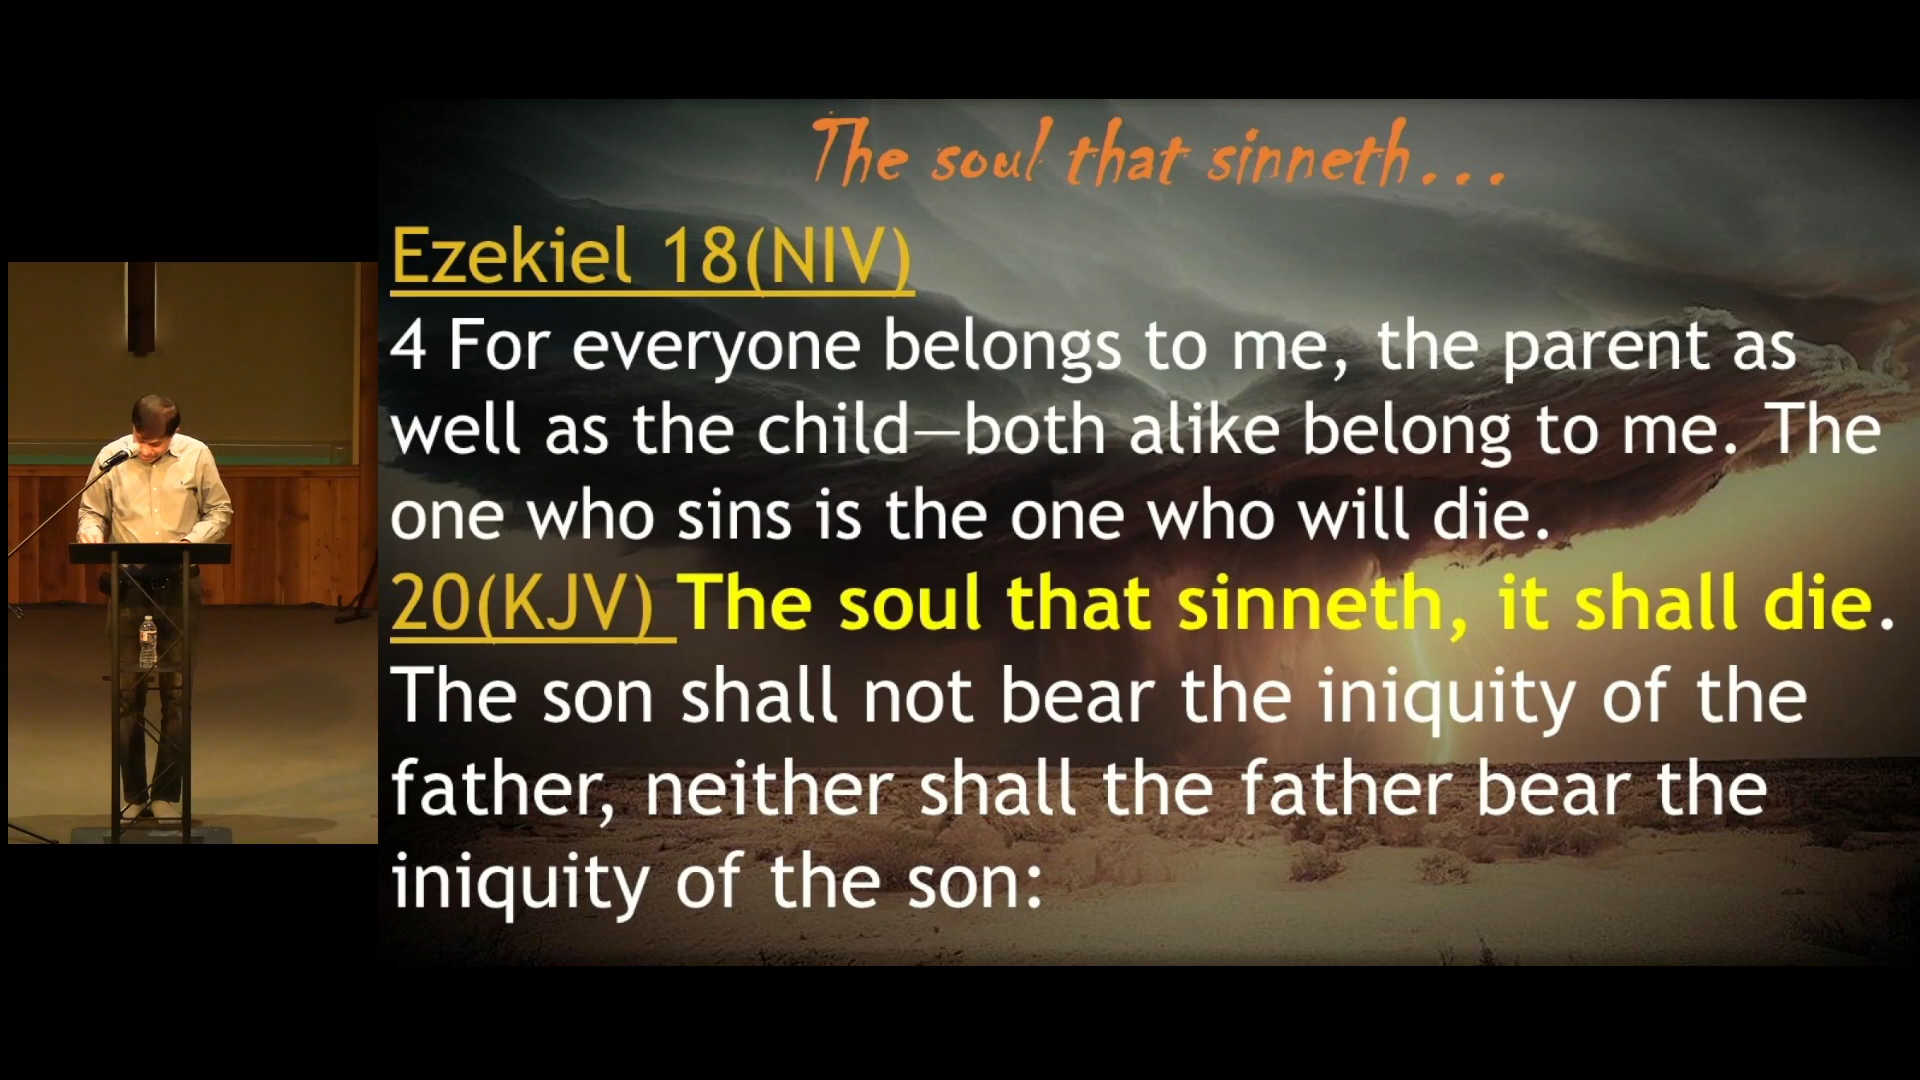 The soul that sinneth...
Ezekiel 18(NIV)
4 For everyone belongs to me, the parent as
well as the child—both alike belong to me. The
one who sins is the one who will die.
20(KJV) The soul that sinneth, it shall die.
The son shall not bear the iniquity of the
father, neither shall the father bear the
iniquity of the son: